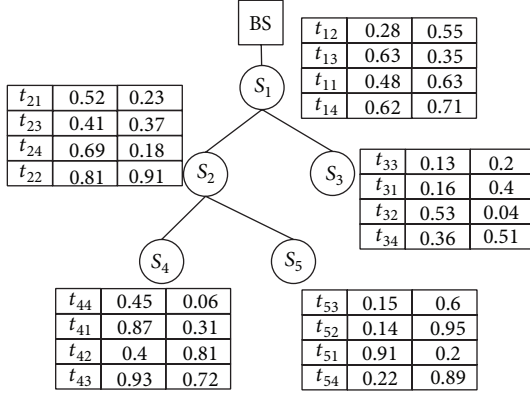 BS
t12 0.28 0.55
t13 0.63 0.35
t11 0.48 0.63
t14 0.62 0.71
S1
t21 0.52 0.23
t23 0.41 0.37
t24 0.69 0.18
t22 0.81 0.91
S2
S3
t33 0.13 0.2
t31 0.16 0.4
t32 0.53 0.04
t34 0.36 0.51
S4
S5
t44 0.45 0.06
t41 0.87 0.31
t42 0.4 0.81
t43 0.93 0.72
t53 0.15 0.6
t52 0.14 0.95
t51 0.91 0.2
t54 0.22 0.89